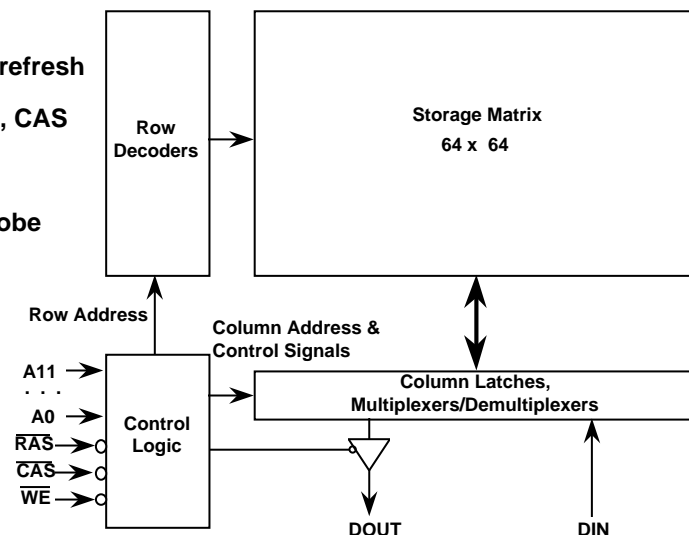 refresh
, CAS
obe
Row
Decoders
Storage Matrix
64 x 64
Row Address
Column Address &
Control Signals
A11
. . .
A0
RAS
CAS
WE
Control
Logic
Column Latches,
Multiplexers/Demultiplexers
DOUT
DIN